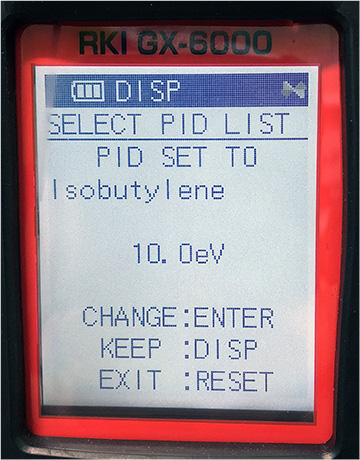 RKI GX-6000
DISP
SELECT PID LIST
PID SET TO
Isobutylene
10.0eV
CHANGE:ENTER
KEEP :DISP
EXIT :RESET